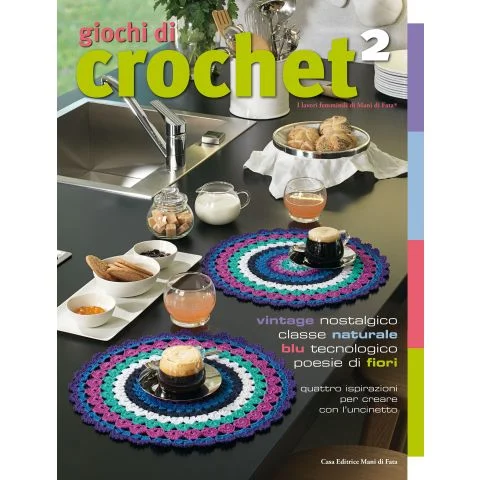 giochi di
crochet 2
I lavori femminili di Mani di Fata®
vintage nostalgico
classe naturale
blu tecnologico
poesie di fiori
quattro ispirazioni
per creare
con l'uncinetto
Casa Editrice Mani di Fata